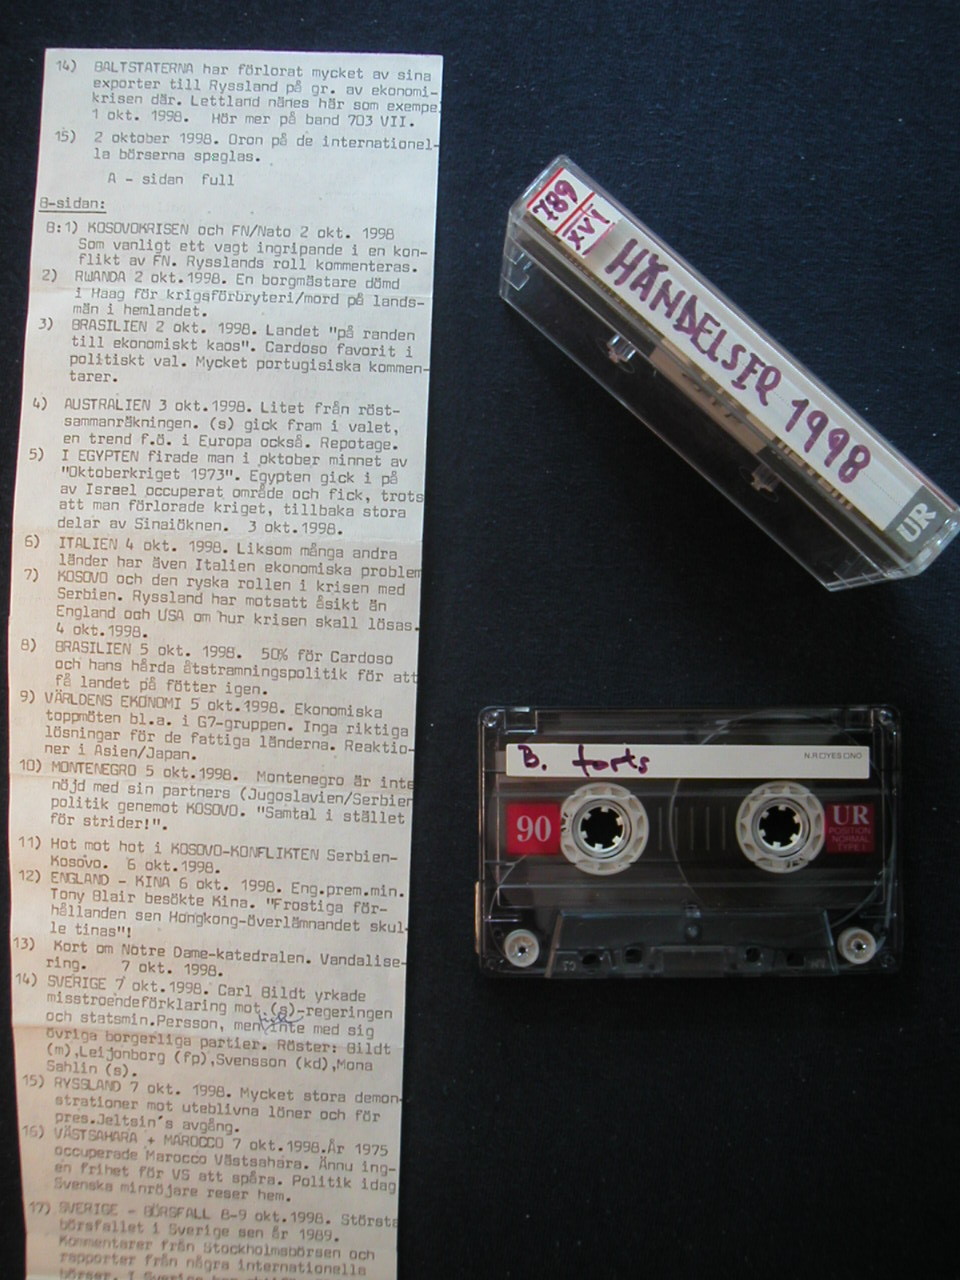 14) BALTSTATERNA har förlorat mycket av sina
exporter till Ryssland på gr. av ekonomi-
krisen där. Lettland nänes här som exempe
1 okt. 1998. Hör mer på band 703 VII.
15) 2 oktober 1998. Oron på de internationel-
la börserna speglas.
A - sidan full
B-sidan:
B:1) KOSOVOKRISEN och FN/Nato 2 okt. 1998
Som vanligt ett vagt ingripande i en kon-
flikt av FN. Rysslands roll kommenteras.
2) RWANDA 2 okt.1998. En borgmästare dömd
i Haag för krigsförbryteri/mord på lands-
män i hemlandet.
3) BRASILIEN 2 okt. 1998. Landet "på randen
till ekonomiskt kaos". Cardoso favorit i
politiskt val. Mycket portugisiska kommen-
tarer.
4) AUSTRALIEN 3 okt.1998. Litet från röst-
sammanräkningen. (s) gick fram i valet,
en trend f.ö. i Europa också. Repotage.
5) I EGYPTEN firade man i oktober minnet av
"Oktoberkriget 1973". Egypten gick i på
av Israel occuperat område och fick, trots
att man förlorade kriget, tillbaka stora
delar av Sinaiöknen. 3 okt.1998.
6) ITALIEN 4 okt. 1998. Liksom många andra
länder har även Italien ekonomiska problem
7) KOSOVO och den ryska rollen i krisen med
Serbien. Ryssland har motsatt åsikt än
England och USA om hur krisen skall lösas.
4 okt.1998.
8) BRASILIEN 5 okt. 1998. 50% för Cardoso
och hans hårda åtstramningspolitik för att
få landet på fötter igen.
9) VÄRLDENS EKONOMI 5 okt.1998. Ekonomiska
toppmöten bl.a. i G7-gruppen. Inga riktiga
lösningar för de fattiga länderna. Reaktio-
ner i Asien/Japan.
10) MONTENEGRO 5 okt.1998. Montenegro är inte
nöjd med sin partners (Jugoslavien/Serbien
politik genemot KOSOVO. "Samtal i stället
för strider!".
11) Hot mot hot i KOSOVO-KONFLIKTEN Serbien-
Kosovo. 6 okt.1998.
12) ENGLAND - KINA 6 okt. 1998. Eng.prem.min.
Tony Blair besökte Kina. "Frostiga för-
hållanden sen Hongkong-överlämnandet skul-
le tinas"!
13) Kort om Notre Dame-katedralen. Vandalise-
ring. 7 okt. 1998.
14) SVERIGE 7 okt.1998. Carl Bildt yrkade
misstroendeförklaring mot (s)-regeringen
och statsmin.Persson, men inte med sig
övriga borgerliga partier. Röster: Bildt
(m),Leijonborg (fp),Svensson (kd),Mona
Sahlin (s).
15) RYSSLAND 7 okt. 1998. Mycket stora demon-
strationer mot uteblivna löner och för
pres.Jeltsin's avgång.
16) VÄSTSAHARA + MAROCCO 7 okt.1998.År 1975
occuperade Marocco Västsahara. Ännu ing-
en frihet för VS att spåra. Politik idag
Svenska minröjare reser hem.
17) SVERIGE - BÖRSFALL 8-9 okt.1998. Största
börsfallet i Sverige sen år 1989.
Kommentarer från Stockholmsbörsen och
rapporter från några internationella
börser. I Sverige har
789
XVI
HÄNDELSER 1998
UR
B. forts
N.R.OYES ONO
90
UR
POSITION
NORMAL
TYPE I